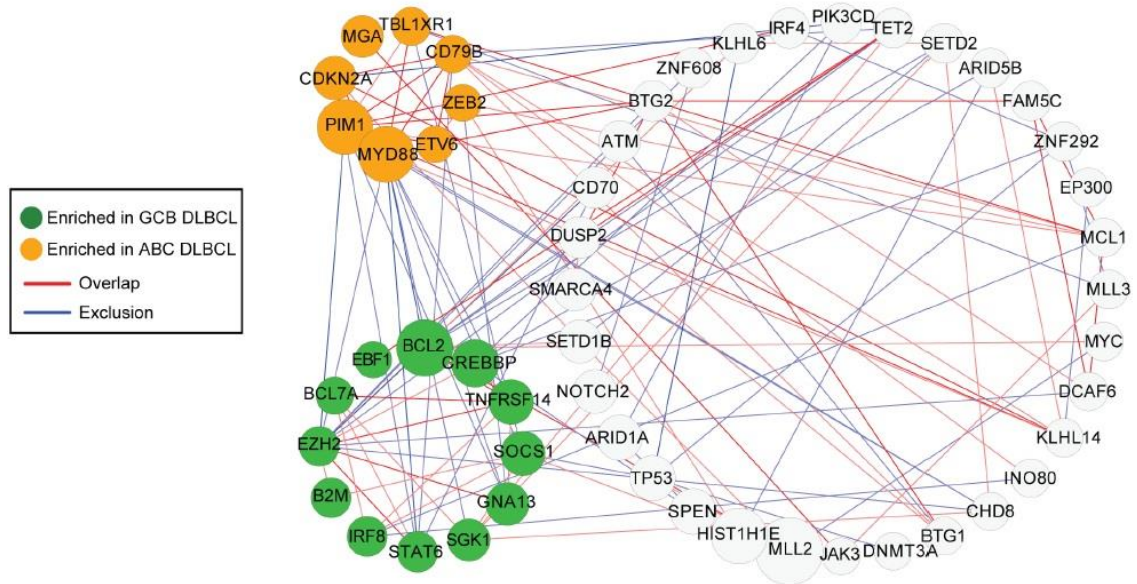 Enriched in GCB DLBCL
Enriched in ABC DLBCL
Overlap
Exclusion
TBL1XR1
MGA
CD79B
CDKN2A
ZEB2
PIM1
MYD88
ETV6
BCL2
EBF1
CREBBP
BCL7A
TNFRSF14
EZH2
SOCS1
B2M
GNA13
IRF8
STAT6
SGK1
PIK3CD
IRF4
TET2
KLHL6
SETD2
ZNF608
ARID5B
BTG2
FAM5C
ATM
ZNF292
CD70
EP300
DUSP2
MCL1
SMARCA4
MLL3
SETD1B
MYC
NOTCH2
DCAF6
ARID1A
KLHL14
TP53
INO80
SPEN
CHD8
HIST1H1E
BTG1
MLL2
JAK3
DNMT3A